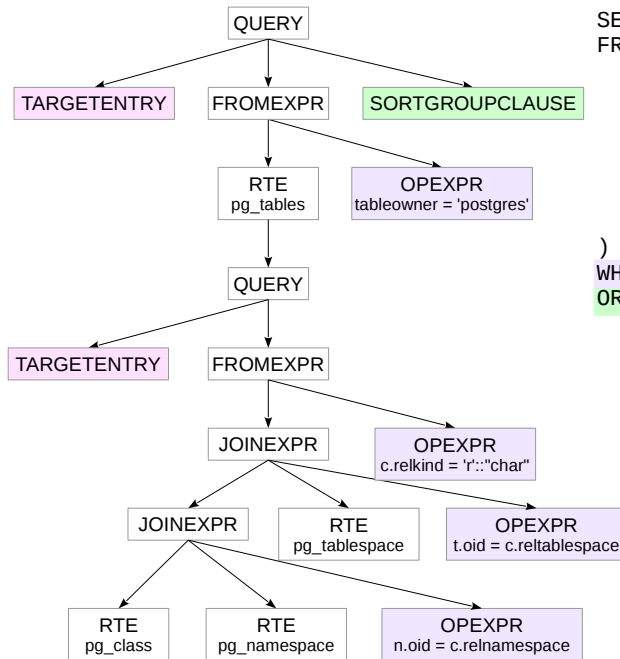 QUERY
SE
FR
TARGETENTRY
FROMEXPR
SORTGROUPCLAUSE
RTE
pg_tables
OPEXPR
tableowner = 'postgres'
)
WH
OR
QUERY
TARGETENTRY
FROMEXPR
JOINEXPR
OPEXPR
c.relkind = 'r'::"char"
JOINEXPR
RTE
pg_tablespace
OPEXPR
t.oid = c.reltablespace
RTE
pg_class
RTE
pg_namespace
OPEXPR
n.oid = c.relnamespace